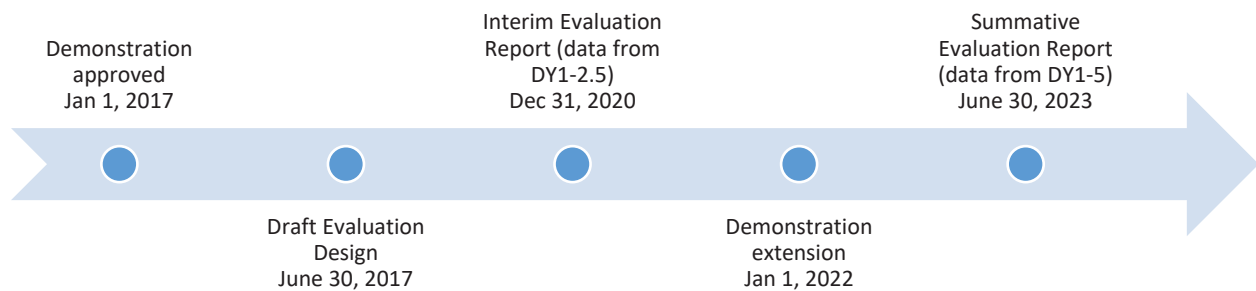 Demonstration
approved
Jan 1, 2017
Draft Evaluation
Design
June 30, 2017
Interim Evaluation
Report (data from
DY1-2.5)
Dec 31, 2020
Demonstration
extension
Jan 1, 2022
Summative
Evaluation Report
(data from DY1-5)
June 30, 2023